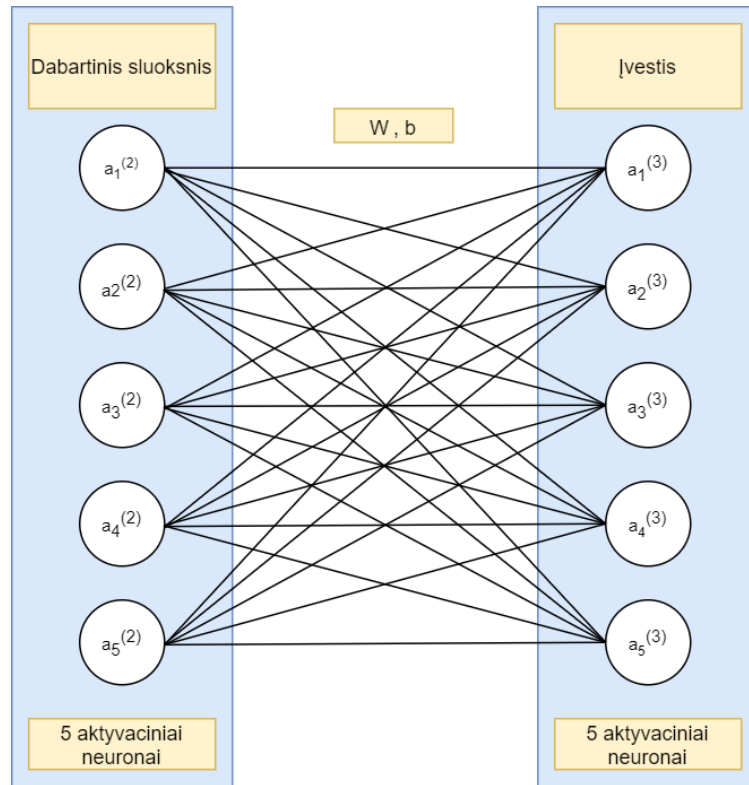 Dabartinis sluoksnis
Įvestis
W , b
a₁⁽²⁾
a₁⁽³⁾
a2⁽²⁾
a₂⁽³⁾
a₃⁽²⁾
a₃⁽³⁾
a₄⁽²⁾
a₄⁽³⁾
a₅⁽²⁾
a₅⁽³⁾
5 aktyvaciniai
neuronai
5 aktyvaciniai
neuronai